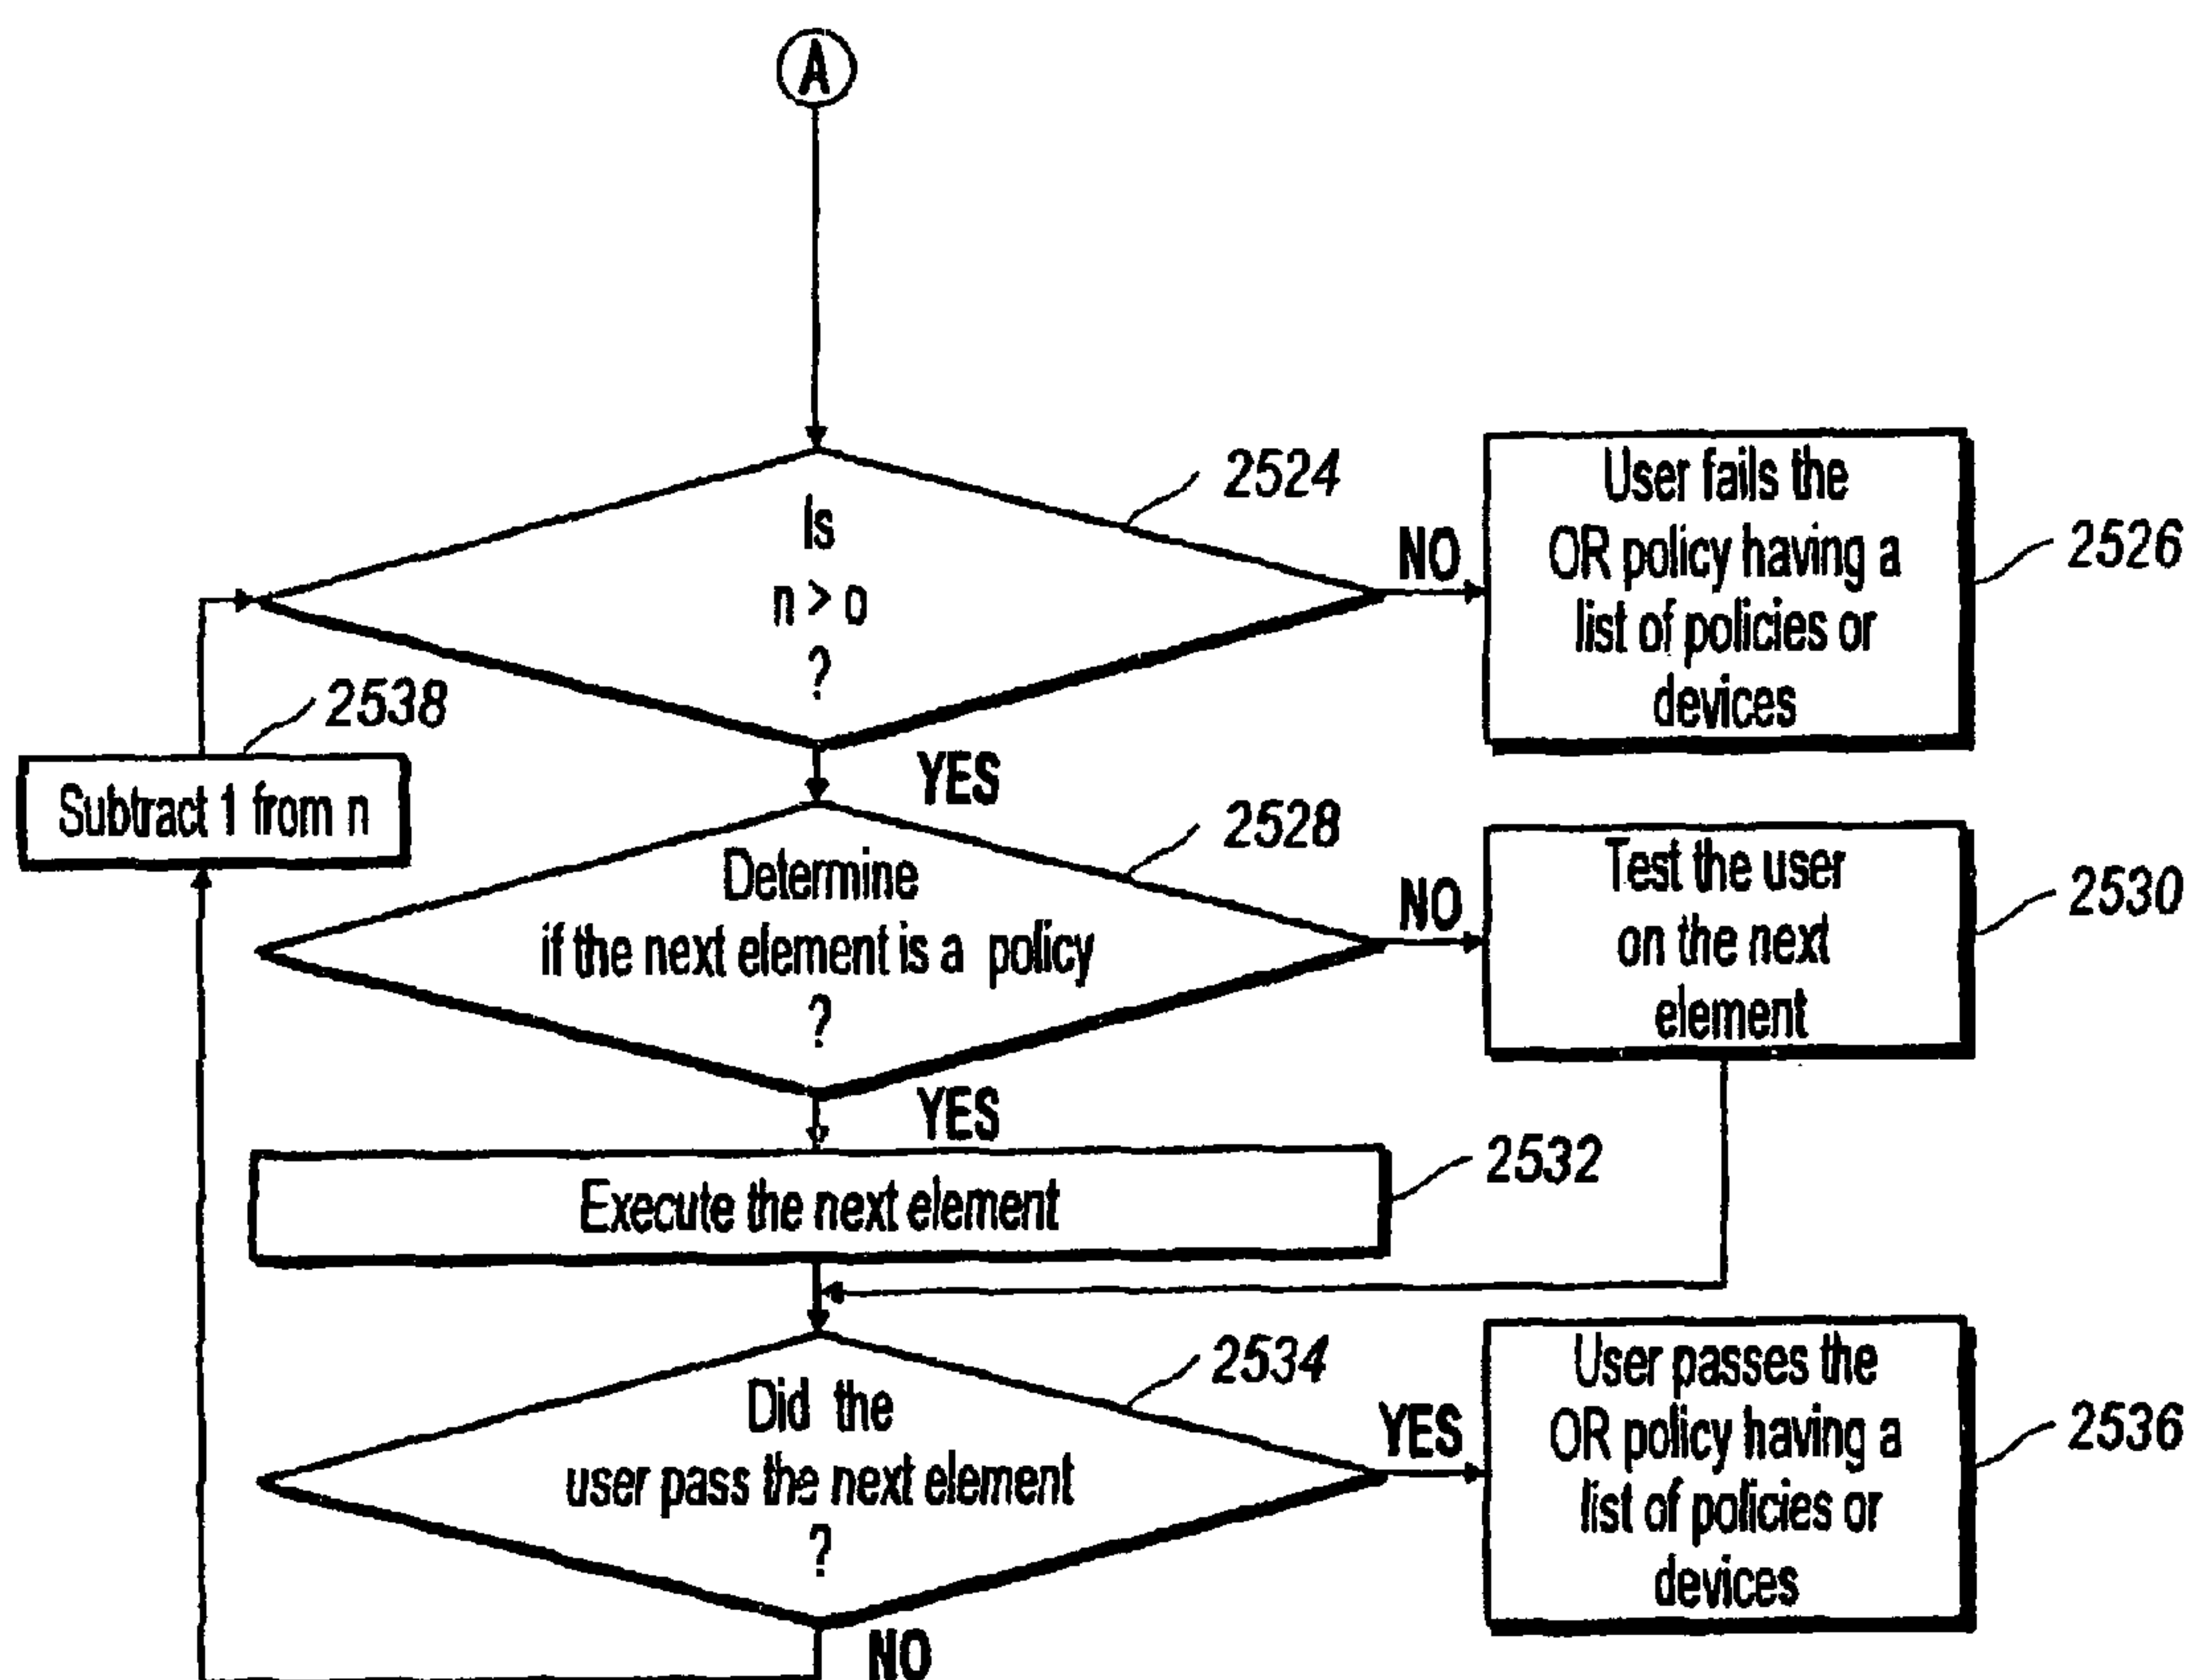 A
Is
n > o
?
2524
NO
User fails the
OR policy having a
list of policies or
devices
2526
2538
Subtract 1 from n
YES
Determine
if the next element is a policy
?
2528
NO
Test the user
on the next
element
2530
YES
Execute the next element
2532
Did the
user pass the next element
?
2534
YES
User passes the
OR policy having a
list of policies or
devices
2536
NO